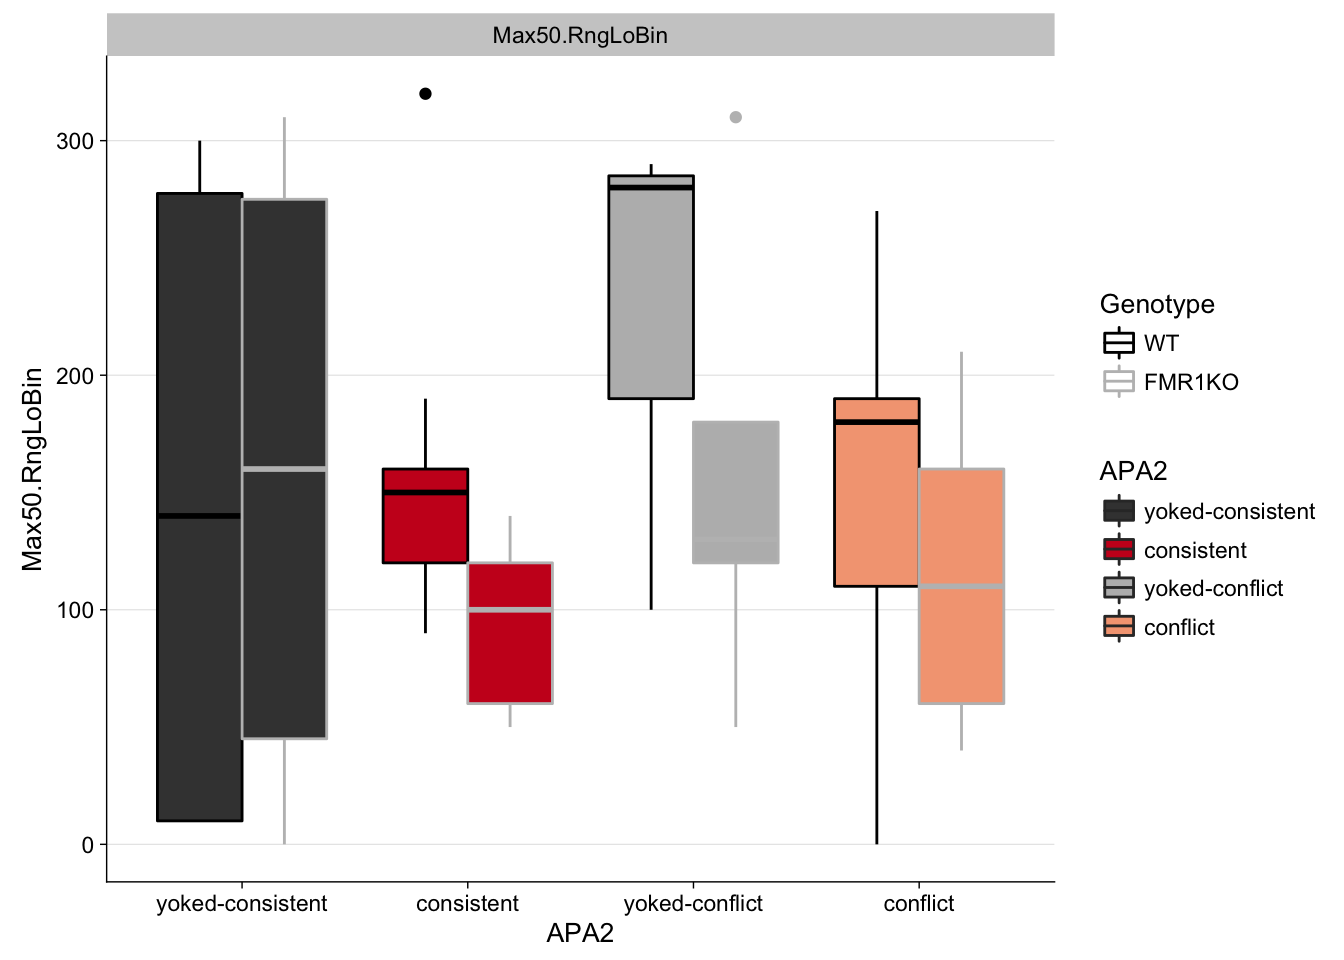 Max50.RngLoBin
Max50.RngLoBin
300
200
100
0
yoked-consistent
consistent
yoked-conflict
conflict
APA2
Genotype
WT
FMR1KO
APA2
yoked-consistent
consistent
yoked-conflict
conflict